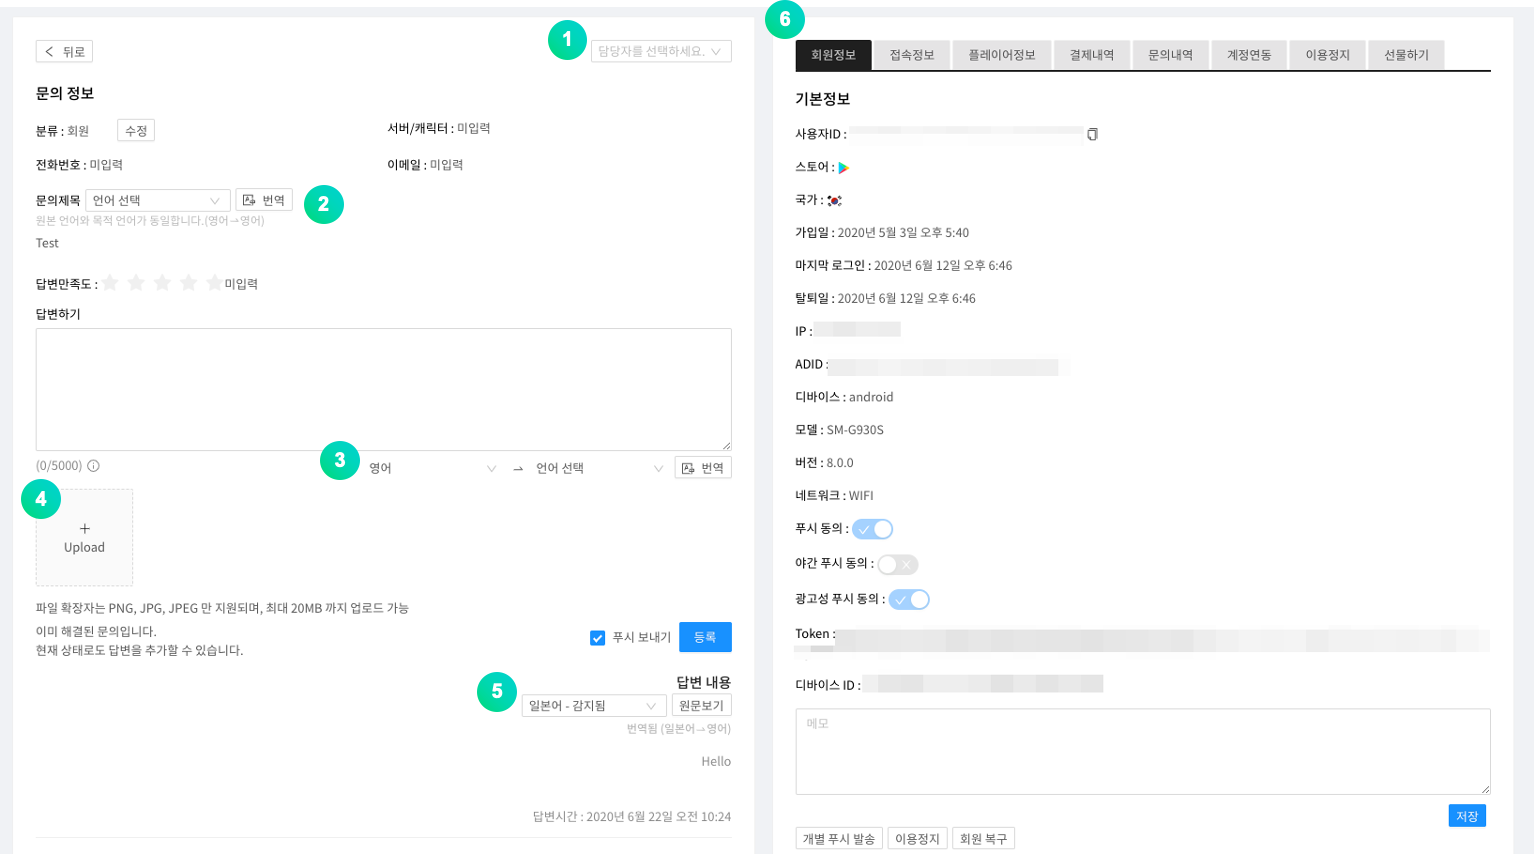 1
담당자를 선택하세요.
뒤로
문의 정보
분류 : 회원
수정
서버/캐릭터 : 미입력
전화번호 : 미입력
이메일 : 미입력
문의제목
언어 선택
번역
2
원본 언어와 목적 언어가 동일합니다.(영어→영어)
Test
답변만족도 :
미입력
답변하기
(0/5000)
3
영어
→
언어 선택
번역
4
+
Upload
파일 확장자는 PNG, JPG, JPEG 만 지원되며, 최대 20MB 까지 업로드 가능
이미 해결된 문의입니다.
현재 상태로도 답변을 추가할 수 있습니다.
푸시 보내기
등록
답변 내용
5
일본어 - 감지됨
원문보기
번역됨 (일본어→영어)
Hello
답변시간 : 2020년 6월 22일 오전 10:24
6
회원정보
접속정보
플레이어정보
결제내역
문의내역
계정연동
이용정지
선물하기
기본정보
사용자ID :
스토어 :
국가 :
가입일 : 2020년 5월 3일 오후 5:40
마지막 로그인 : 2020년 6월 12일 오후 6:46
탈퇴일 : 2020년 6월 12일 오후 6:46
IP :
ADID :
디바이스 : android
모델 : SM-G930S
버전 : 8.0.0
네트워크 : WIFI
푸시 동의 :
야간 푸시 동의 :
광고성 푸시 동의 :
Token :
디바이스 ID :
메모
저장
개별 푸시 발송
이용정지
회원 복구